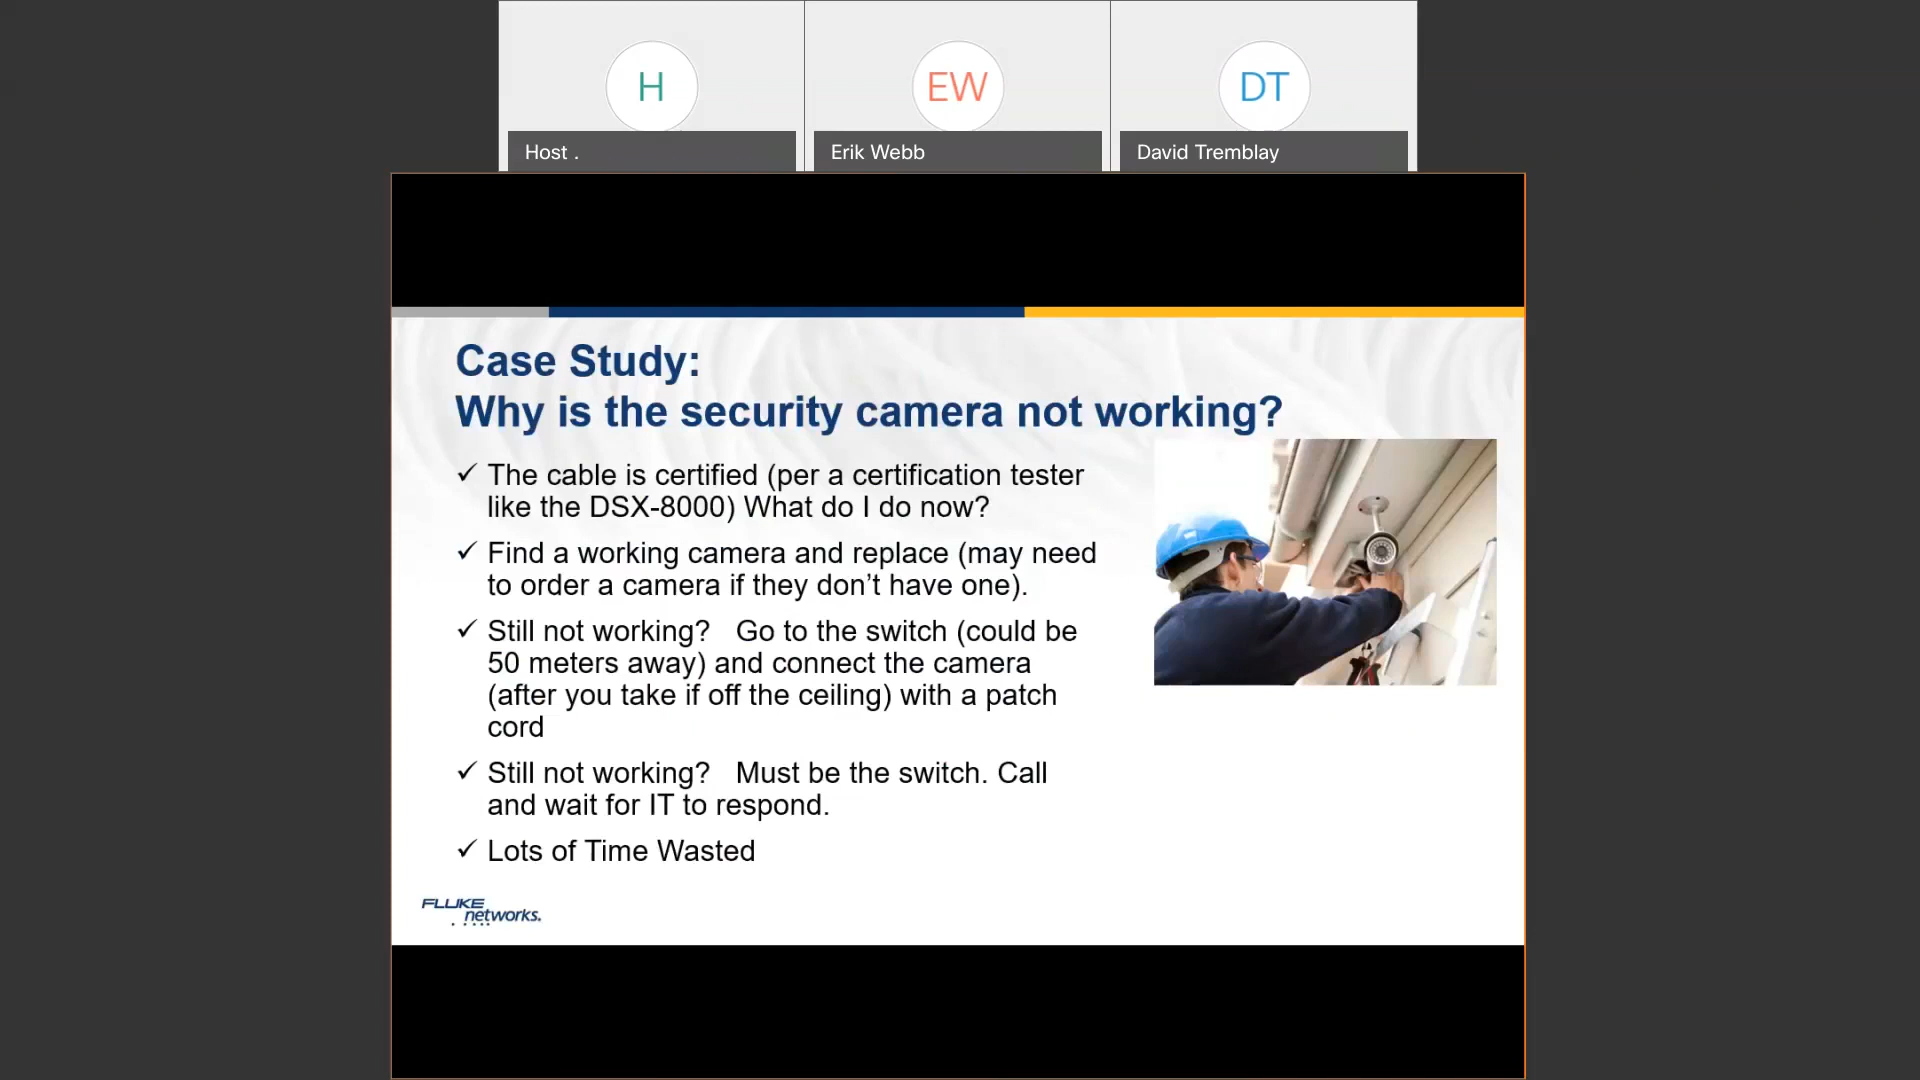 H
EW
DT
Host .
Erik Webb
David Tremblay
Case Study:
Why is the security camera not working?
✓ The cable is certified (per a certification tester
like the DSX-8000) What do I do now?
✓ Find a working camera and replace (may need
to order a camera if they don’t have one).
✓ Still not working?   Go to the switch (could be
50 meters away) and connect the camera
(after you take if off the ceiling) with a patch
cord
✓ Still not working?   Must be the switch. Call
and wait for IT to respond.
✓ Lots of Time Wasted
FLUKE
networks.